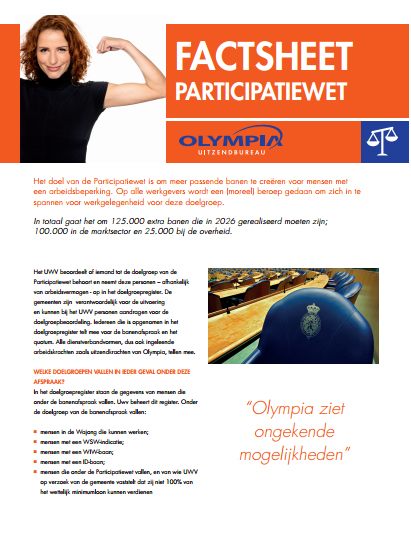 FACTSHEET
PARTICIPATIEWET
OLYMPIA
UITZENDBUREAU
Het doel van de Participatiewet is om meer passende banen te creëren voor mensen met
een arbeidsbeperking. Op alle werkgevers wordt een (moreel) beroep gedaan om zich in te
spannen voor werkgelegenheid voor deze doelgroep.
In totaal gaat het om 125.000 extra banen die in 2026 gerealiseerd moeten zijn;
100.000 in de marktsector en 25.000 bij de overheid.
Het UWV beoordeelt of iemand tot de doelgroep van de
Participatiewet behoort en neemt deze personen – afhankelijk
van arbeidsvermogen - op in het doelgroepregister. De
gemeenten zijn verantwoordelijk voor de uitvoering
en kunnen bij het UWV personen aandragen voor de
doelgroepbeoordeling. Iedereen die is opgenomen in het
doelgroepregister telt mee voor de banenafspraak en het
quotum. Alle dienstverbandvormen, dus ook ingeleende
arbeidskrachten zoals uitzendkrachten van Olympia, tellen mee.
WELKE DOELGROEPEN VALLEN IN IEDER GEVAL ONDER DEZE
AFSPRAAK?
In het doelgroepregister staan de gegevens van mensen die
onder de banenafspraak vallen. Uwv beheert dit register. Onder
de doelgroep van de banenafspraak vallen:
mensen in de Wajong die kunnen werken;
mensen met een WSW-indicatie;
mensen met een WIW-baan;
mensen met een ID-baan;
mensen die onder de Participatiewet vallen, en van wie UWV
op verzoek van de gemeente vaststelt dat zij niet 100% van
het wettelijk minimumloon kunnen verdienen
“Olympia ziet
ongekende
mogelijkheden”